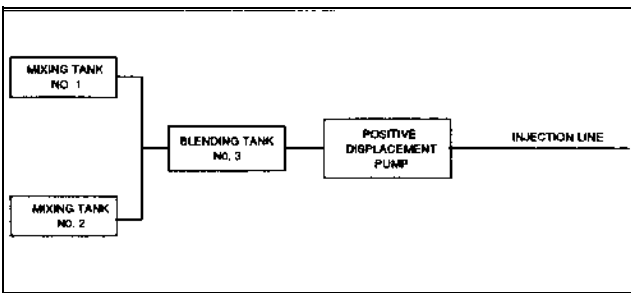 MIXING TANK
NO. 1
BLENDING TANK
NO. 3
POSITIVE
DISPLACEMENT
PUMP
INJECTION LINE
MIXING TANK
NO. 2